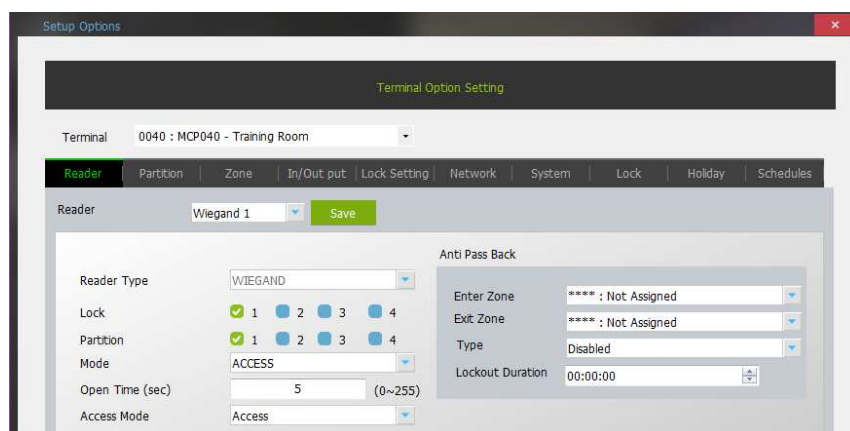 Setup Options
Terminal Option Setting
Terminal 0040 : MCP040 - Training Room
Reader Partition Zone In/Out put Lock Setting Network System Lock Holiday Schedules
Reader Wiegand 1 Save
Anti Pass Back
Reader Type WIEGAND
Enter Zone **** : Not Assigned
Lock 1 2 3 4
Exit Zone **** : Not Assigned
Partition 1 2 3 4
Type Disabled
Mode ACCESS
Lockout Duration 00:00:00
Open Time (sec) 5 (0~255)
Access Mode Access